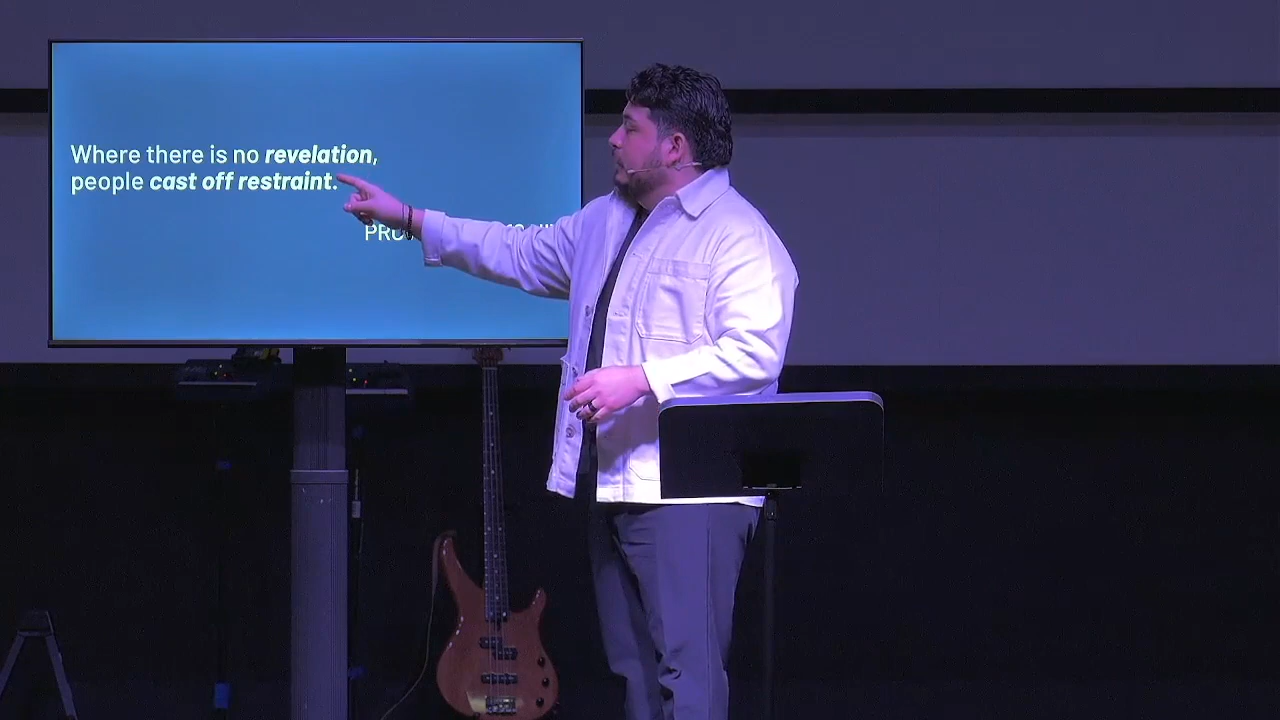 Where there is no revelation,
people cast off restraint.